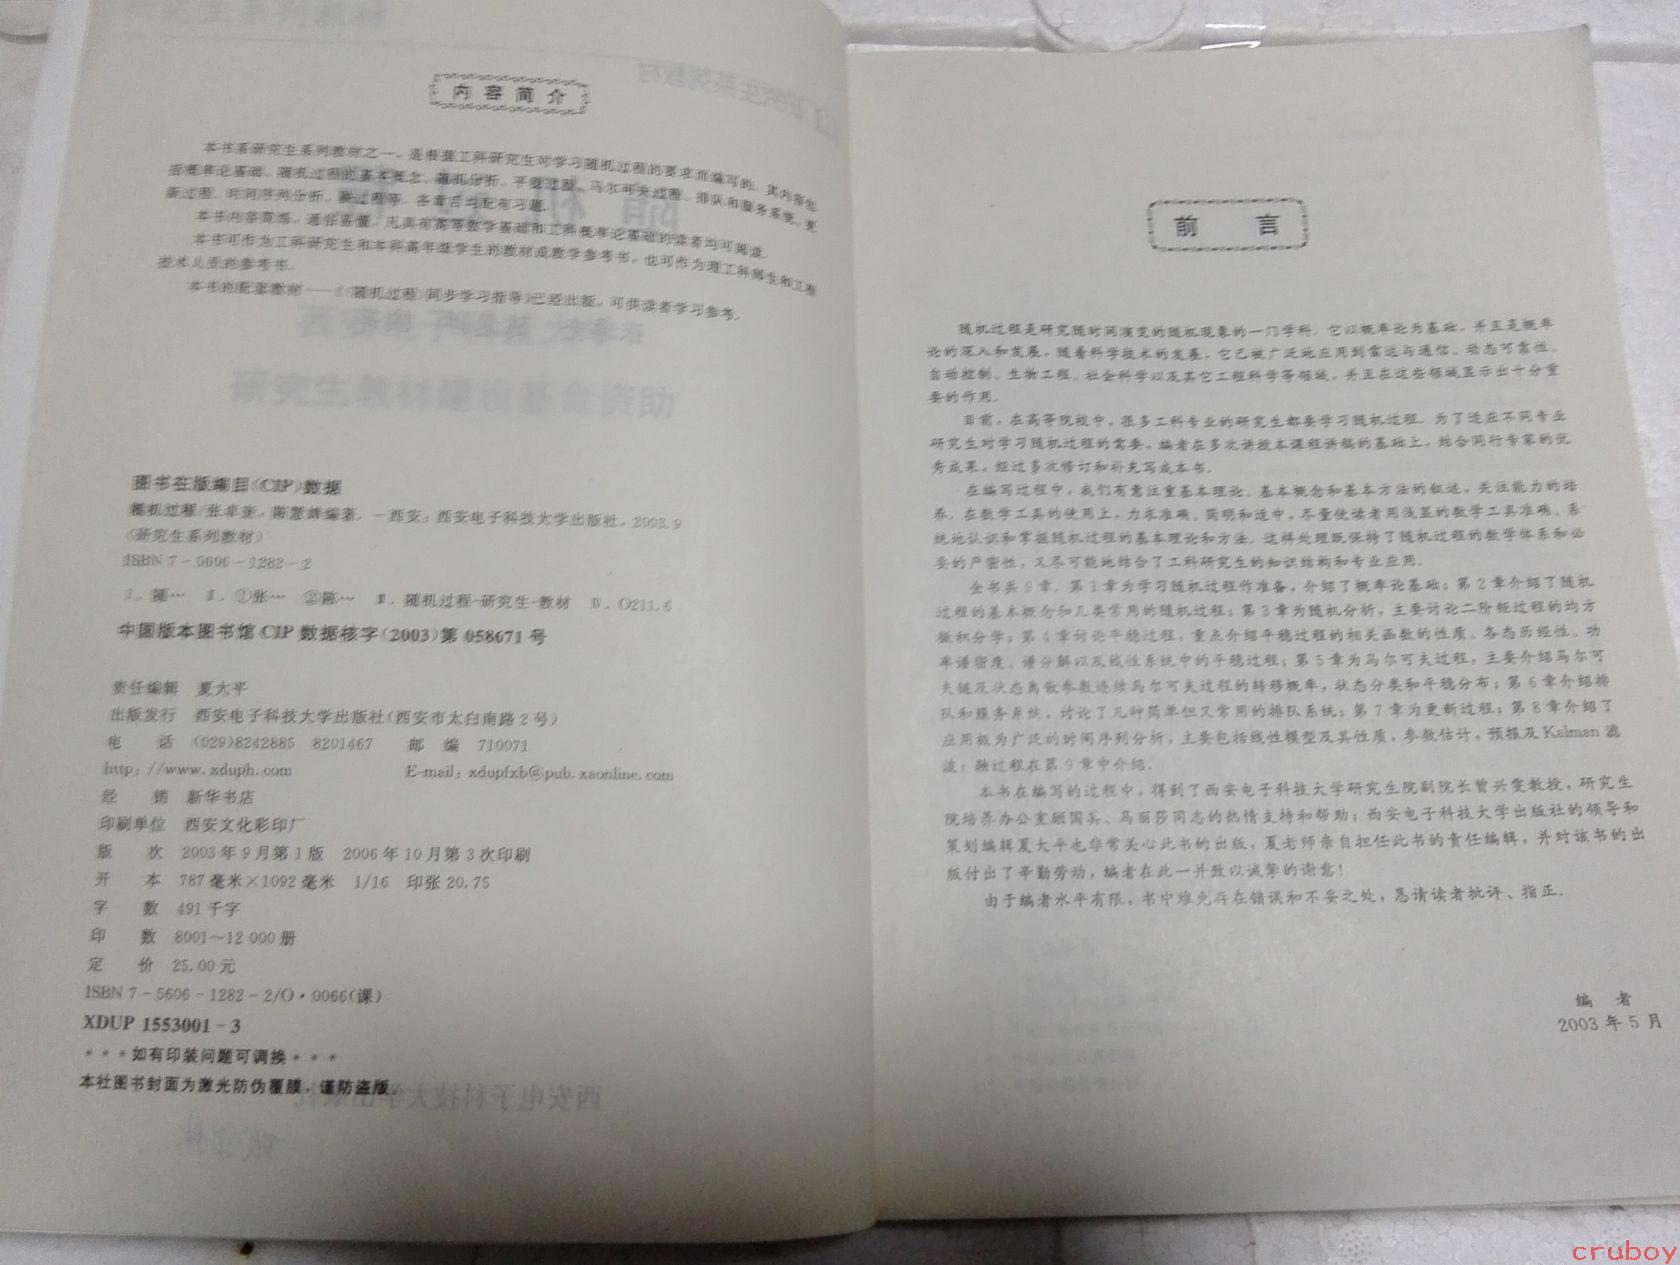 内容简介
本书系研究生系列教材之一，是根据工科研究生对学习随机过程的要求而编写的，其内容包
括概率论基础、随机过程的基本概念、随机分析、平稳过程、马尔可夫过程、排队和服务系统、更
新过程、时间序列分析、鞅过程等。各章后均配有习题。
本书内容直观，通俗易懂，凡具有高等数学基础和工科概率论基础的读者均可阅读。
本书可作为工科研究生和本科高年级学生的教材或教学参考书，也可作为理工科师生和工程
技术人员的参考书。
本书的配套教材——《〈随机过程〉同步学习指导》已经出版，可供读者学习参考。
研究生教材建设基金资助
图书在版编目(CIP)数据
随机过程/张卓奎，陈慧婵编著. —西安：西安电子科技大学出版社，2003.9
(研究生系列教材)
ISBN 7-5606-1282-2
Ⅰ. 随… Ⅱ. ①张… ②陈… Ⅲ. 随机过程-研究生-教材 Ⅳ. O211.6
中国版本图书馆 CIP 数据核字(2003)第 058671 号
责任编辑 夏大平
出版发行 西安电子科技大学出版社(西安市太白南路2号)
电 话 (029)8242885 8201467 邮 编 710071
http://www.xduph.com E-mail: xdupfxb@pub.xaonline.com
经 销 新华书店
印刷单位 西安文化彩印厂
版 次 2003年9月第1版 2006年10月第3次印刷
开 本 787毫米×1092毫米 1/16 印张 20.75
字 数 491千字
印 数 8001～12 000册
定 价 25.00元
ISBN 7-5606-1282-2/O·0066(课)
XDUP 1553001-3
***如有印装问题可调换***
本社图书封面为激光防伪覆膜，谨防盗版。
前 言
随机过程是研究随时间演变的随机现象的一门学科，它以概率论为基础，并且是概率
论的深入和发展。随着科学技术的发展，它已被广泛地应用到雷达与通信、动态可靠性、
自动控制、生物工程、社会科学以及其它工程科学等领域，并且在这些领域显示出十分重
要的作用。
目前，在高等院校中，很多工科专业的研究生都要学习随机过程。为了适应不同专业
研究生对学习随机过程的需要，编者在多次讲授本课程讲稿的基础上，结合同行专家的优
秀成果，经过多次修订和补充写成本书。
在编写过程中，我们有意注重基本理论、基本概念和基本方法的叙述，关注能力的培
养。在数学工具的使用上，力求准确、简明和适中，尽量使读者用浅显的数学工具准确、系
统地认识和掌握随机过程的基本理论和方法。这样处理既保持了随机过程的数学体系和必
要的严密性，又尽可能地结合了工科研究生的知识结构和专业应用。
全书共9章。第1章为学习随机过程作准备，介绍了概率论基础；第2章介绍了随机
过程的基本概念和几类常用的随机过程；第3章为随机分析，主要讨论二阶矩过程的均方
微积分学；第4章讨论平稳过程，重点介绍平稳过程的相关函数的性质、各态历经性、功
率谱密度、谱分解以及线性系统中的平稳过程；第5章为马尔可夫过程，主要介绍马尔可
夫链及状态离散参数连续马尔可夫过程的转移概率，状态分类和平稳分布；第6章介绍排
队和服务系统，讨论了几种简单但又常用的排队系统；第7章为更新过程；第8章介绍了
应用极为广泛的时间序列分析，主要包括线性模型及其性质，参数估计，预报及Kalman滤
波；鞅过程在第9章中介绍。
本书在编写的过程中，得到了西安电子科技大学研究生院副院长曾兴雯教授，研究生
院培养办公室顾国兵、马丽莎同志的热情支持和帮助；西安电子科技大学出版社的领导和
策划编辑夏大平也非常关心此书的出版，夏老师亲自担任此书的责任编辑，并对该书的出
版付出了辛勤劳动，编者在此一并致以诚挚的谢意！
由于编者水平有限，书中难免存在错误和不妥之处，恳请读者批评、指正。
编 者
2003年5月
cruboy